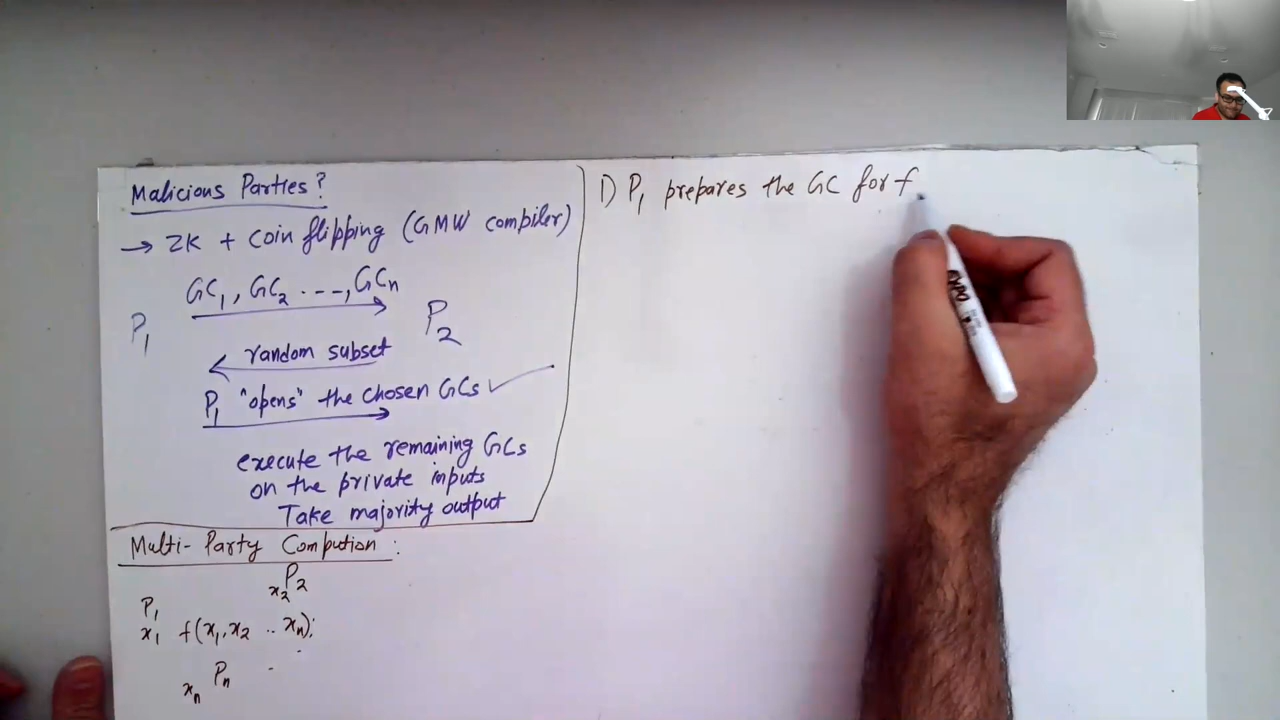 Malicious Parties?
→ ZK + coin flipping (GMW compiler)
GC₁, GC₂ ----, GCₙ
P₁ P₂
random subset
P₁ "opens" the chosen GCs ✓
execute the remaining GCs
on the private inputs
Take majority output
Multi-Party Compution:
x₂ P₂
P₁
x₁ f(x₁, x₂ .. xₙ);
Pₙ
xₙ
1) P₁ prepares the GC for f
EXPO